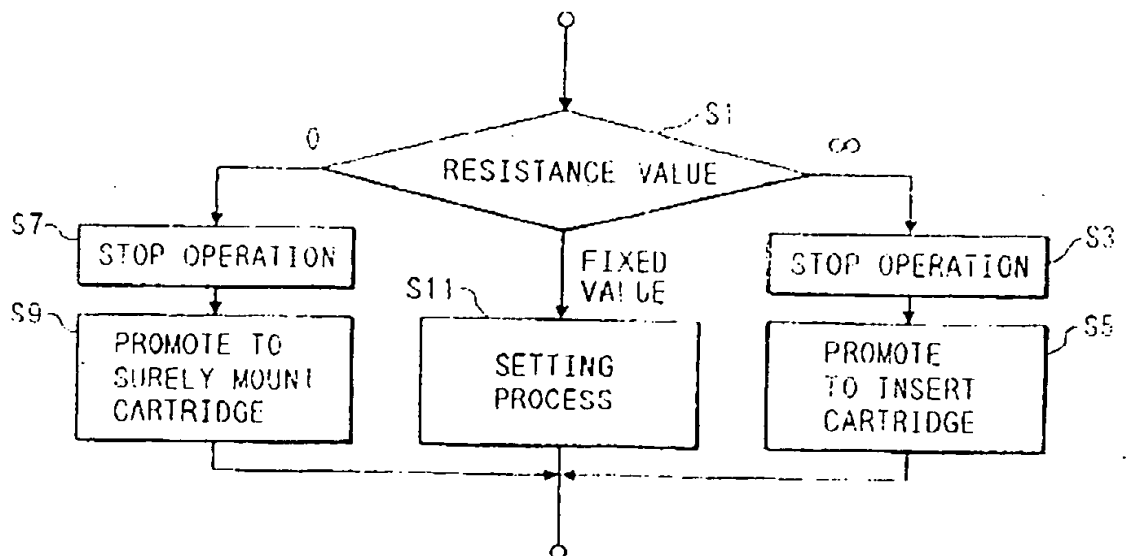 S1
0
∞
RESISTANCE VALUE
S7
STOP OPERATION
FIXED
VALUE
S3
STOP OPERATION
S9
PROMOTE TO
SURELY MOUNT
CARTRIDGE
S11
SETTING
PROCESS
S5
PROMOTE
TO INSERT
CARTRIDGE